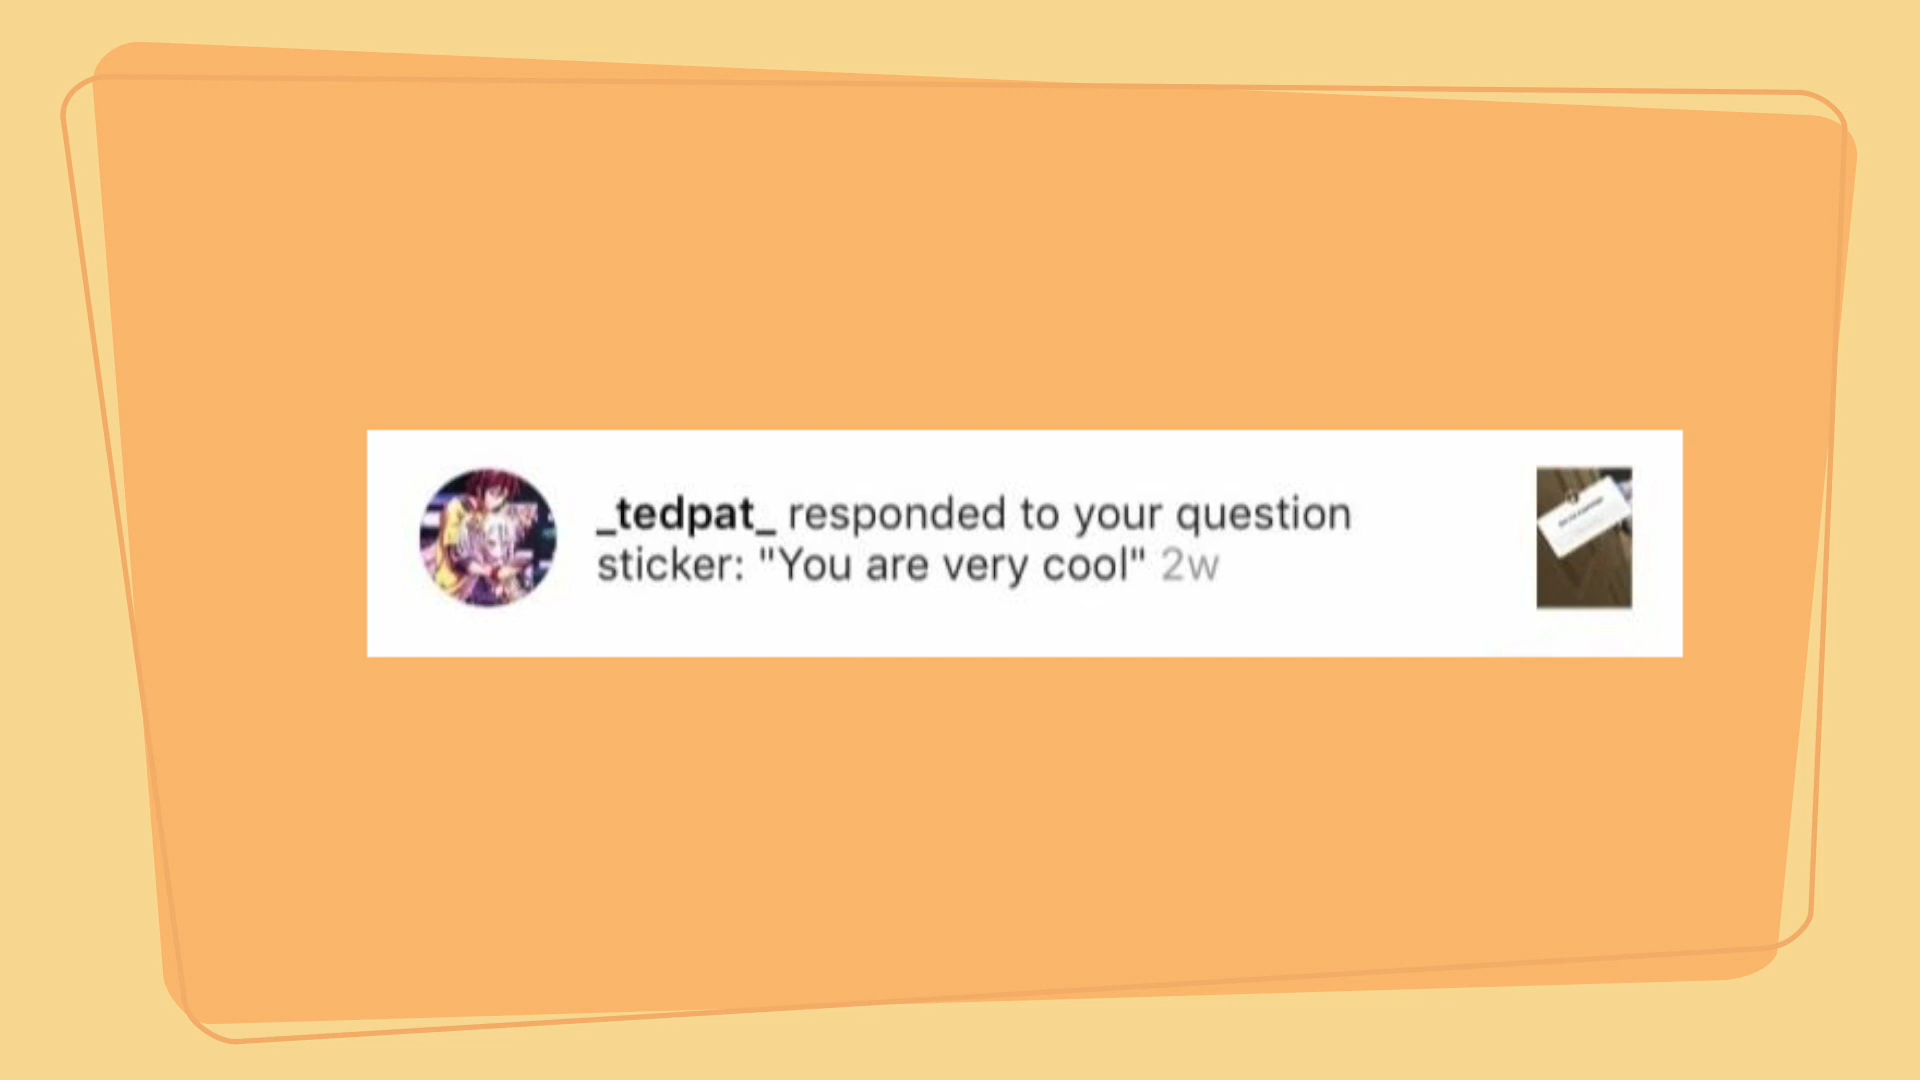 _tedpat_ responded to your question
sticker: "You are very cool" 2w